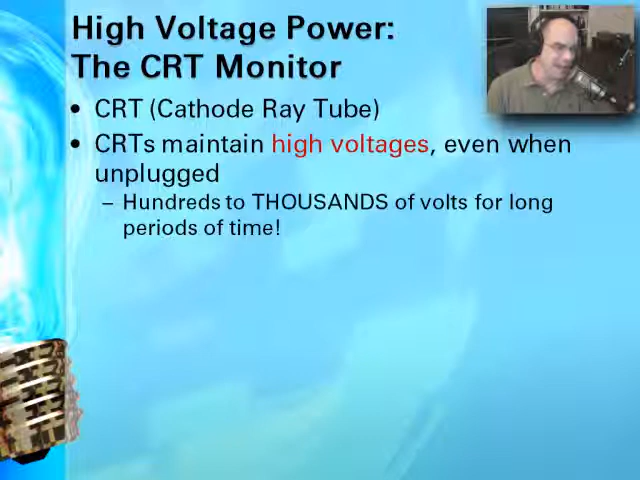 High Voltage Power:
The CRT Monitor
• CRT (Cathode Ray Tube)
• CRTs maintain high voltages, even when
unplugged
– Hundreds to THOUSANDS of volts for long
periods of time!